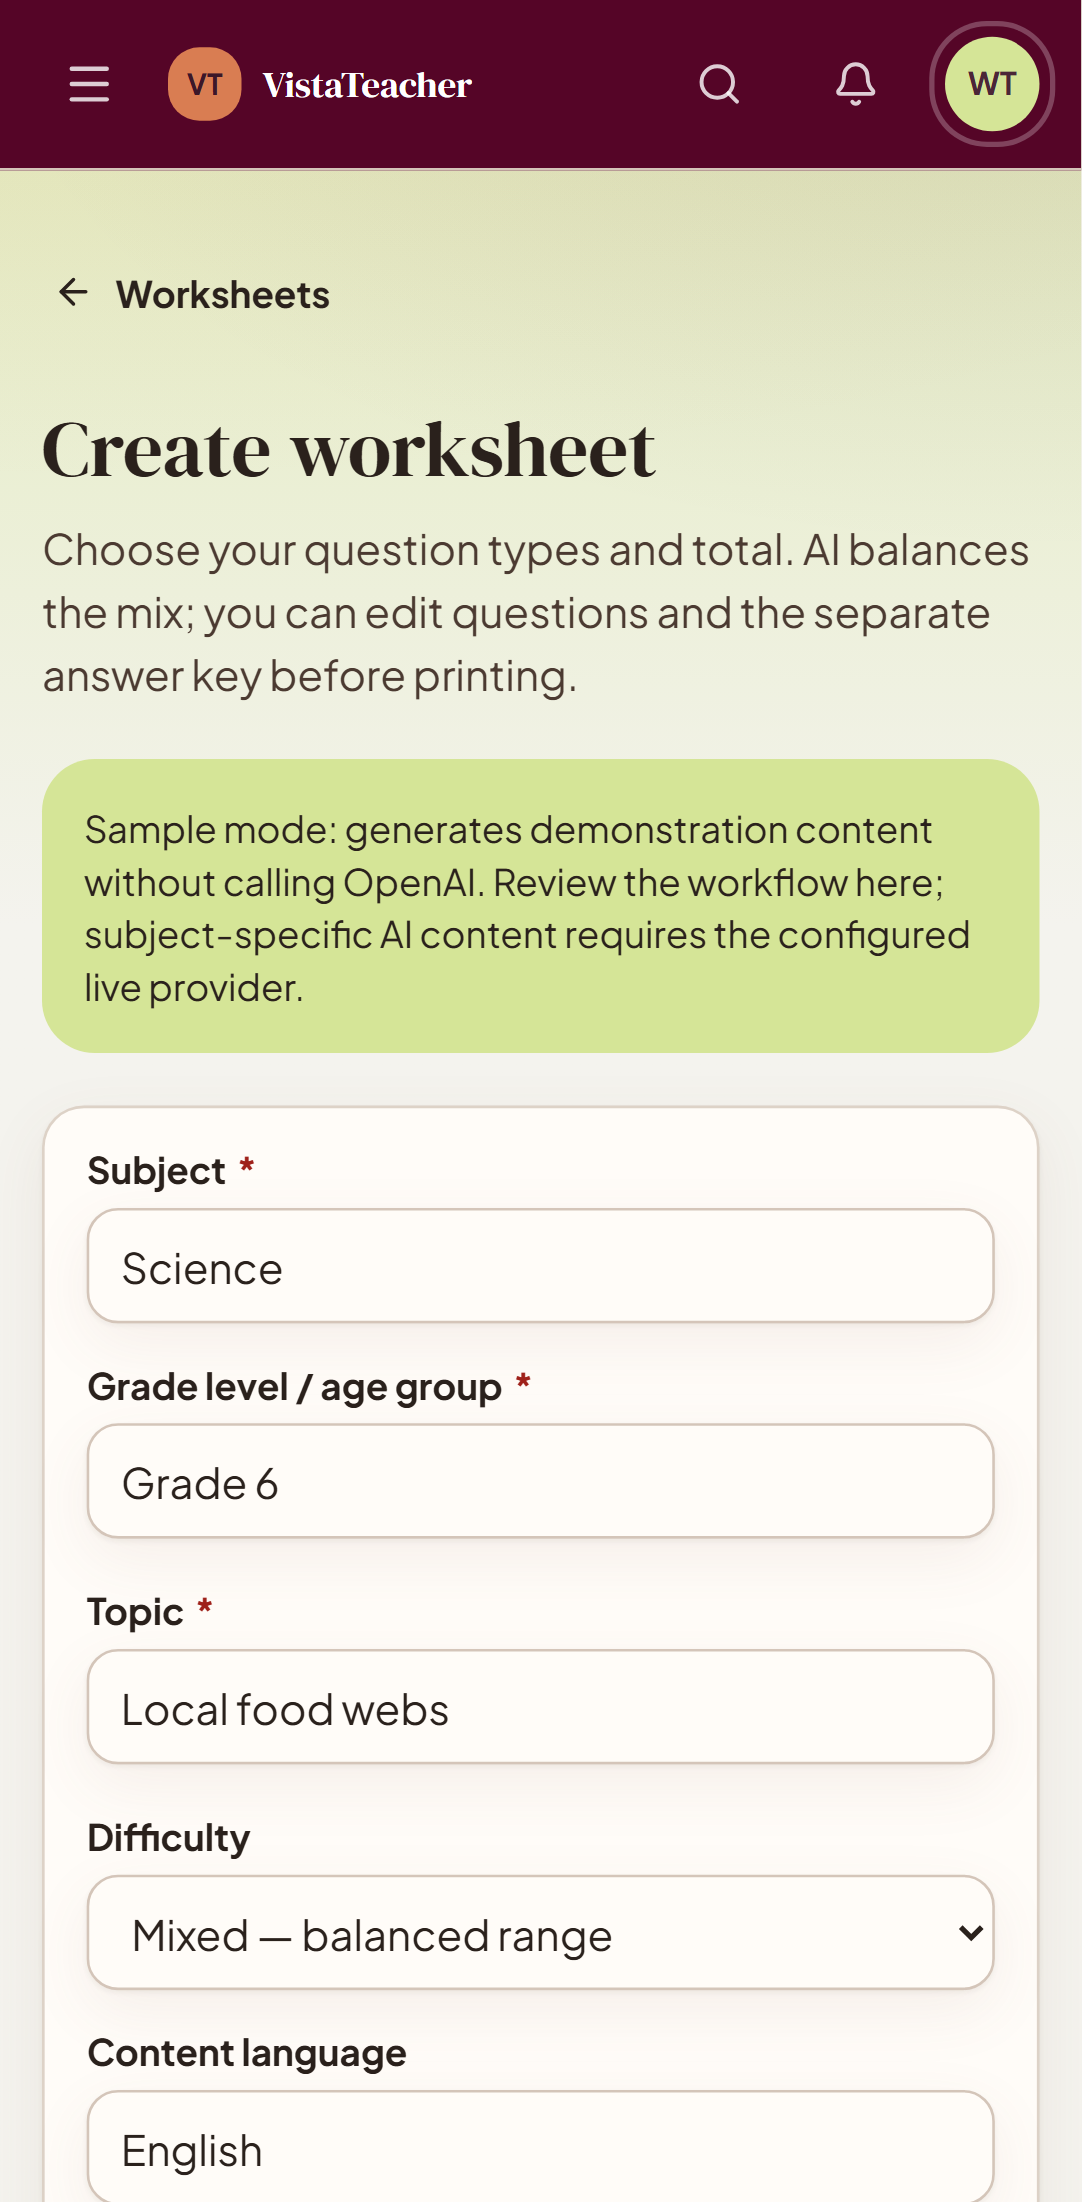 VT VistaTeacher WT
Worksheets
Create worksheet
Choose your question types and total. AI balances
the mix; you can edit questions and the separate
answer key before printing.
Sample mode: generates demonstration content
without calling OpenAI. Review the workflow here;
subject-specific AI content requires the configured
live provider.
Subject *
Science
Grade level / age group *
Grade 6
Topic *
Local food webs
Difficulty
Mixed — balanced range
Content language
English